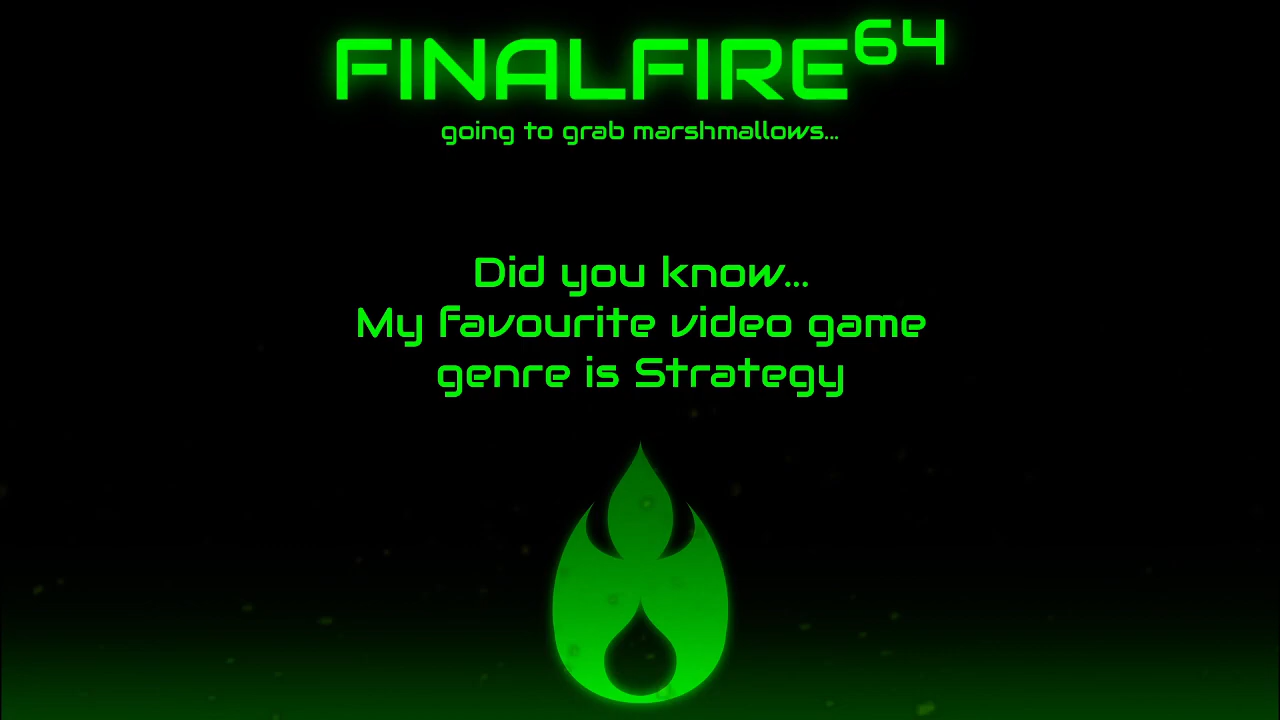 FINALFIRE64
going to grab marshmallows...
Did you know...
My favourite video game
genre is Strategy